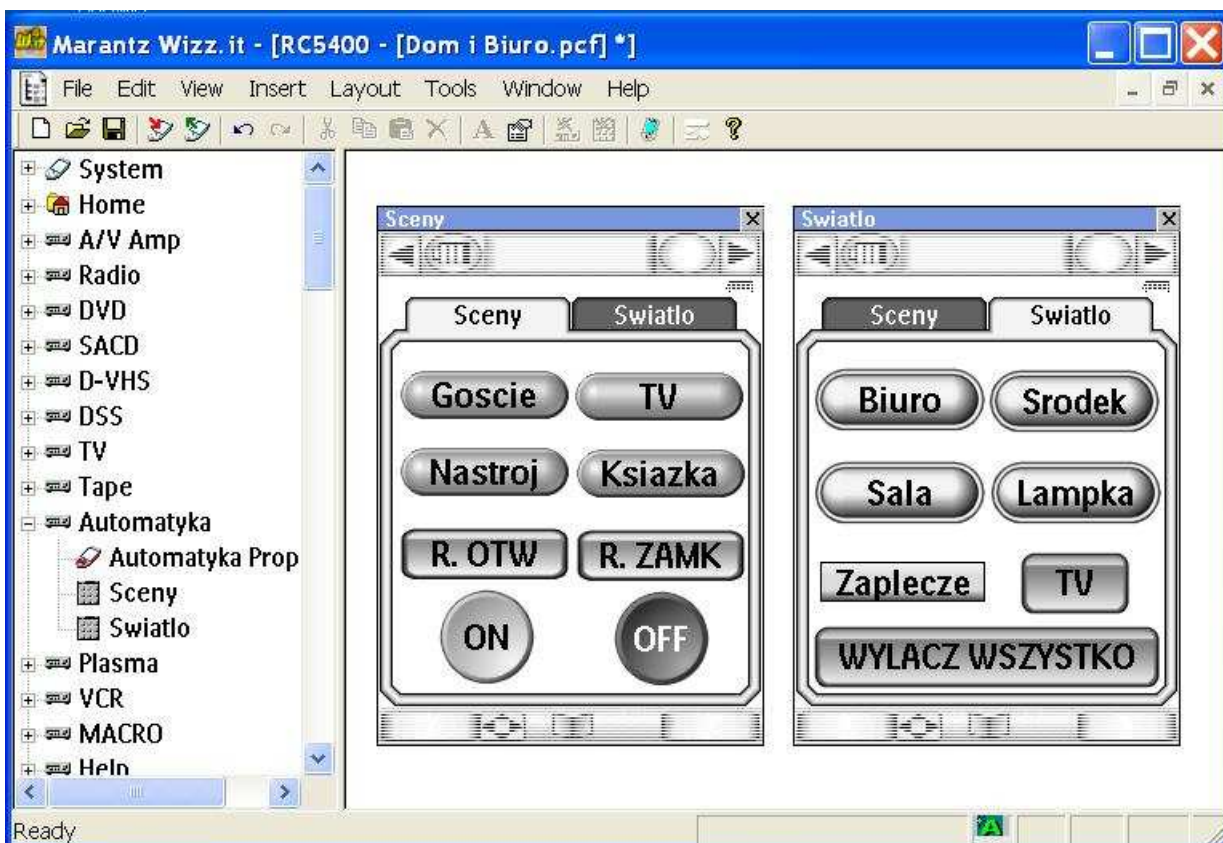 Marantz Wizz.it - [RC5400 - [Dom i Biuro.pcf] *]
File Edit View Insert Layout Tools Window Help
System
Home
A/V Amp
Radio
DVD
SACD
D-VHS
DSS
TV
Tape
Automatyka
Automatyka Prop
Sceny
Swiatlo
Plasma
VCR
MACRO
Help
Sceny
Sceny Swiatlo
Goscie TV
Nastroj Ksiazka
R. OTW R. ZAMK
ON OFF
Swiatlo
Sceny Swiatlo
Biuro Srodek
Sala Lampka
Zaplecze TV
WYLACZ WSZYSTKO
Ready